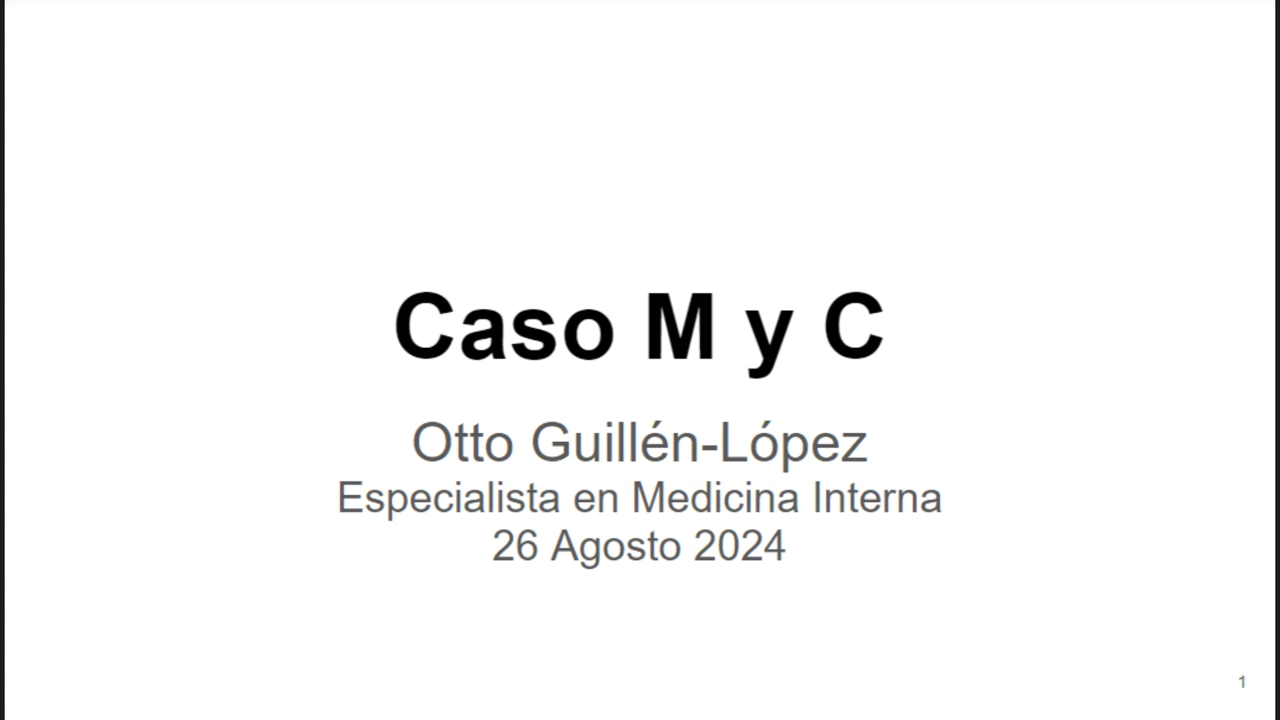 Caso M y C
Otto Guillén-López
Especialista en Medicina Interna
26 Agosto 2024
1